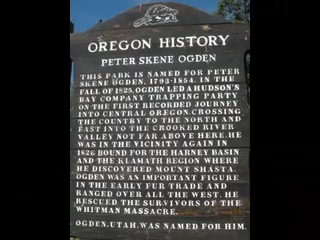 OREGON HISTORY
PETER SKENE OGDEN
THIS PARK IS NAMED FOR PETER
SKENE OGDEN, 1793-1854. IN THE
FALL OF 1825, OGDEN LED A HUDSON'S
BAY COMPANY TRAPPING PARTY
ON THE FIRST RECORDED JOURNEY
INTO CENTRAL OREGON, CROSSING
THE COUNTRY TO THE NORTH AND
EAST INTO THE CROOKED RIVER
VALLEY NOT FAR ABOVE HERE. HE
WAS IN THE VICINITY AGAIN IN
1826 BOUND FOR THE HARNEY BASIN
AND THE KLAMATH REGION WHERE
HE DISCOVERED MOUNT SHASTA.
OGDEN WAS AN IMPORTANT FIGURE
IN THE EARLY FUR TRADE AND
RANGED OVER ALL THE WEST. HE
RESCUED THE SURVIVORS OF THE
WHITMAN MASSACRE.
OGDEN, UTAH, WAS NAMED FOR HIM.